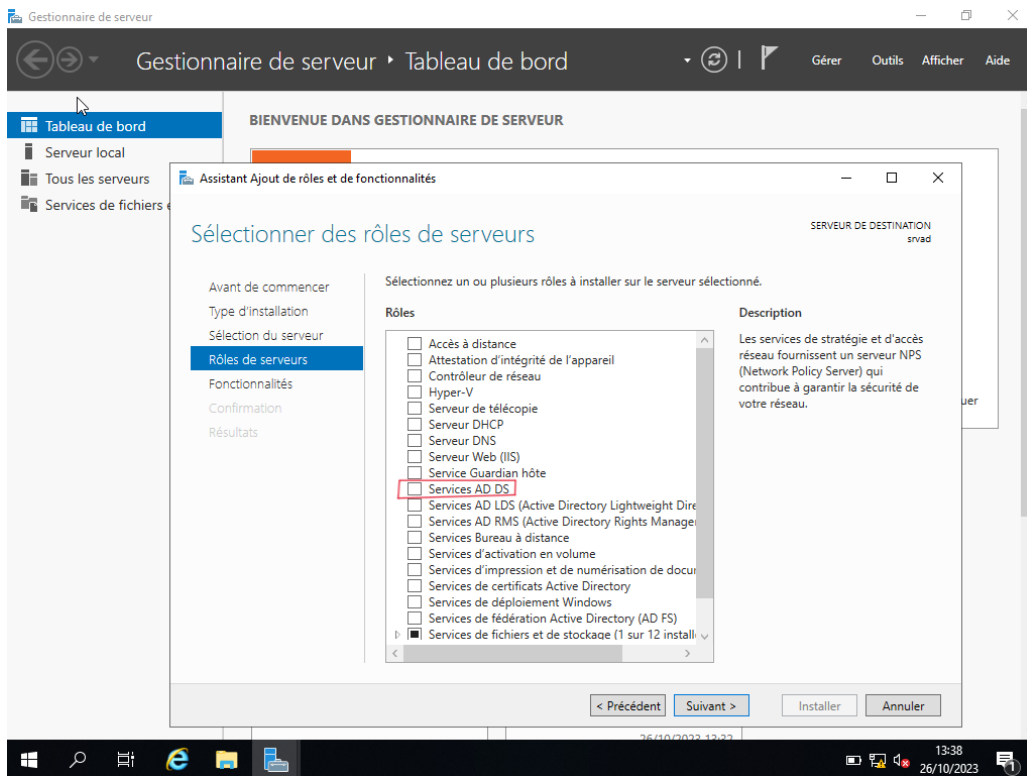 Gestionnaire de serveur
Gestionnaire de serveur ‣ Tableau de bord
Gérer Outils Afficher Aide
Tableau de bord
Serveur local
Tous les serveurs
Services de fichiers e
BIENVENUE DANS GESTIONNAIRE DE SERVEUR
Assistant Ajout de rôles et de fonctionnalités
Sélectionner des rôles de serveurs
SERVEUR DE DESTINATION
srvad
Avant de commencer
Type d'installation
Sélection du serveur
Rôles de serveurs
Fonctionnalités
Confirmation
Résultats
Sélectionnez un ou plusieurs rôles à installer sur le serveur sélectionné.
Rôles
Accès à distance
Attestation d'intégrité de l'appareil
Contrôleur de réseau
Hyper-V
Serveur de télécopie
Serveur DHCP
Serveur DNS
Serveur Web (IIS)
Service Guardian hôte
Services AD DS
Services AD LDS (Active Directory Lightweight Dire
Services AD RMS (Active Directory Rights Manager
Services Bureau à distance
Services d'activation en volume
Services d'impression et de numérisation de docur
Services de certificats Active Directory
Services de déploiement Windows
Services de fédération Active Directory (AD FS)
Services de fichiers et de stockage (1 sur 12 install
Description
Les services de stratégie et d'accès
réseau fournissent un serveur NPS
(Network Policy Server) qui
contribue à garantir la sécurité de
votre réseau.
uer
< Précédent Suivant > Installer Annuler
26/10/2023 13:32
13:38
26/10/2023
1